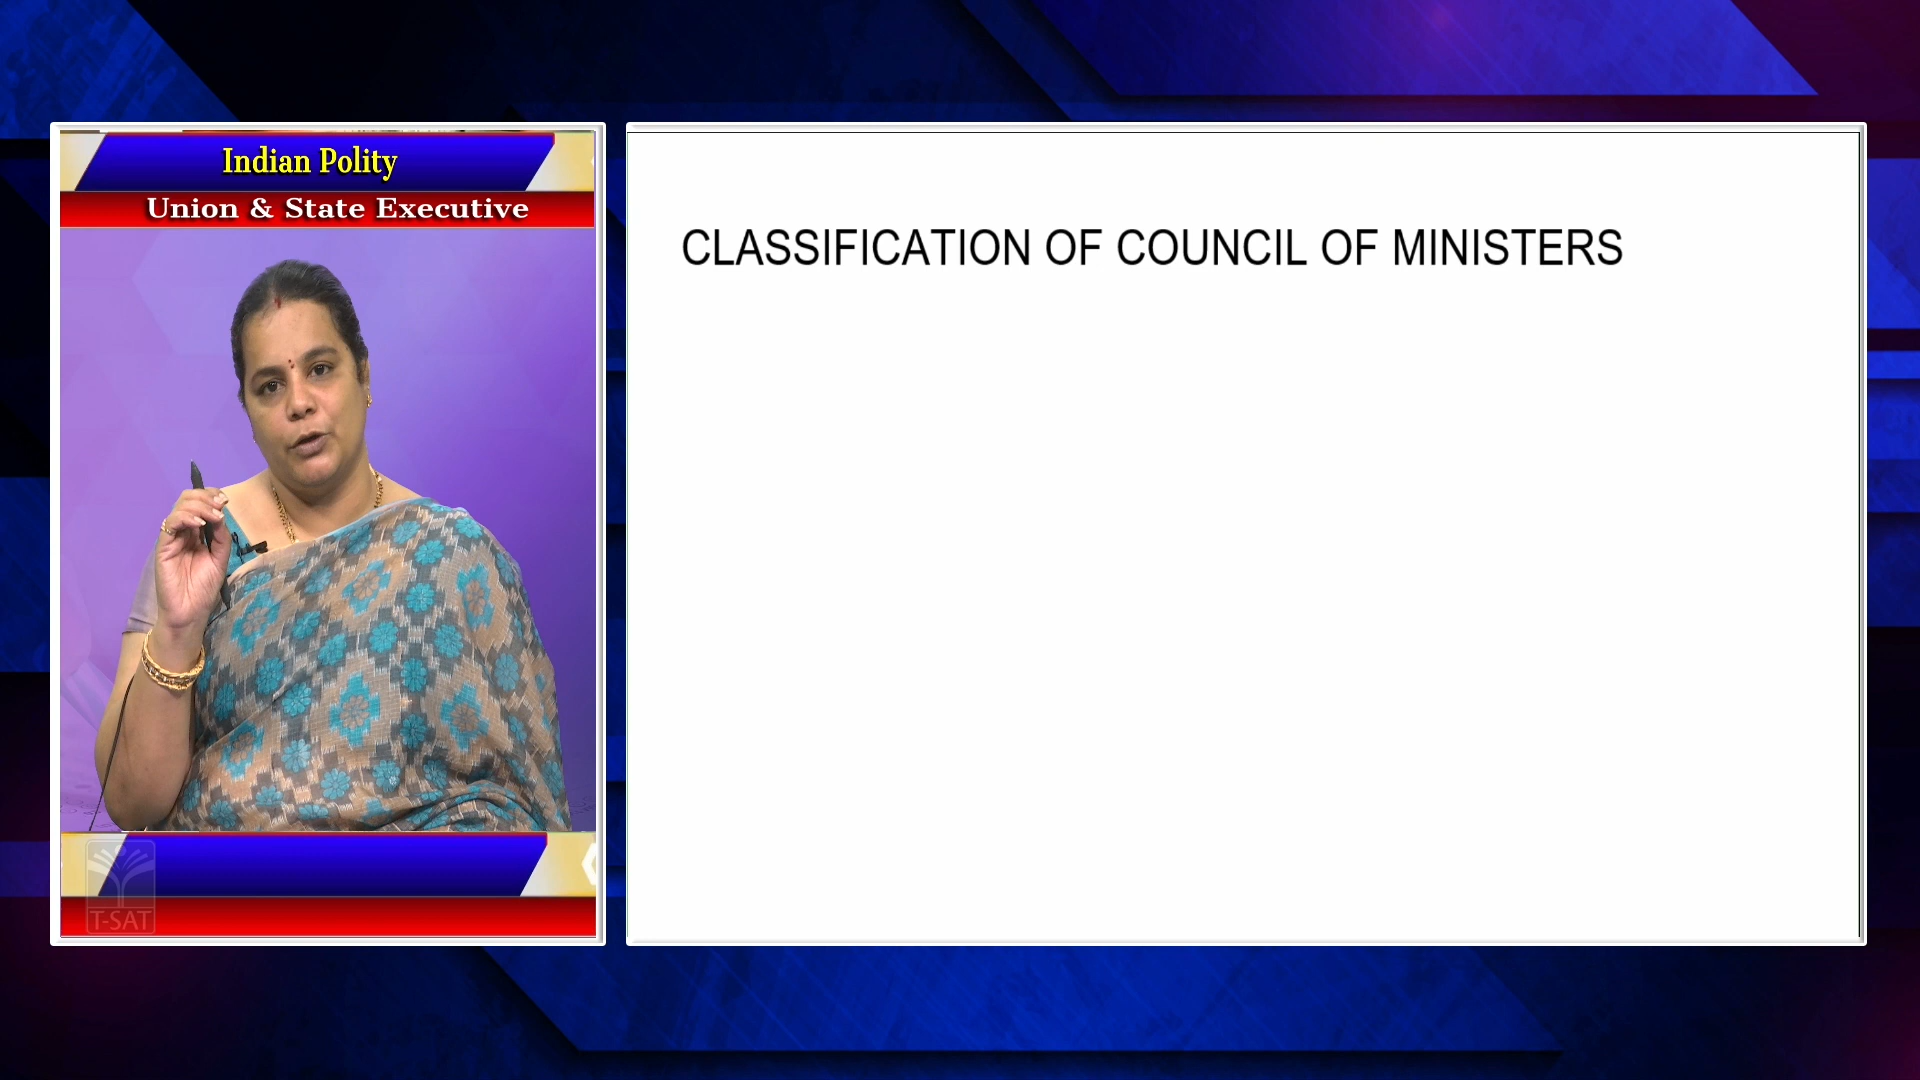 Indian Polity
Union & State Executive
CLASSIFICATION OF COUNCIL OF MINISTERS
T-SAT